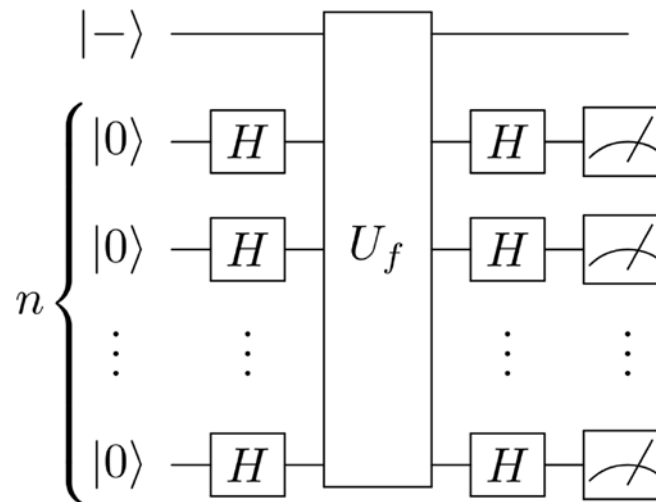 |−⟩
|0⟩ H H
|0⟩ H U_f H
n
⋮ ⋮ ⋮ ⋮
|0⟩ H H